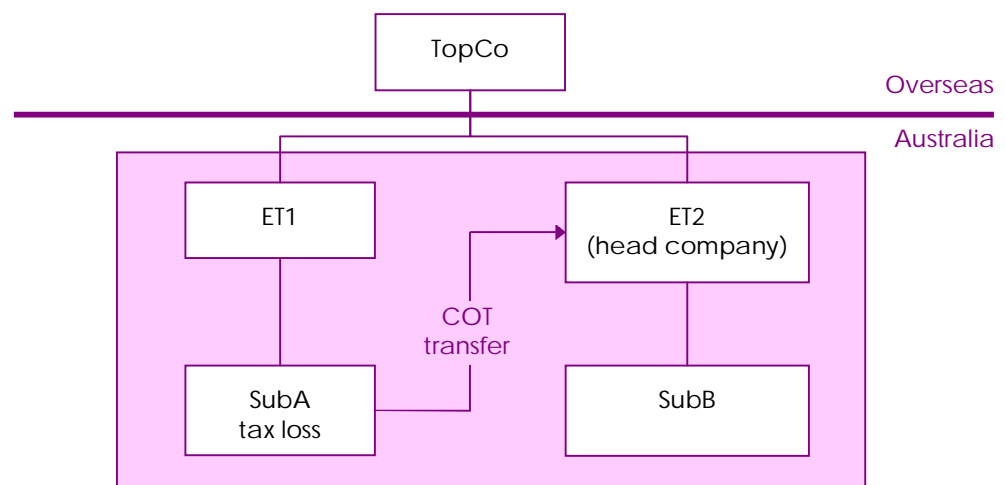 TopCo
Overseas
Australia
ET1
ET2
(head company)
COT
transfer
SubA
tax loss
SubB